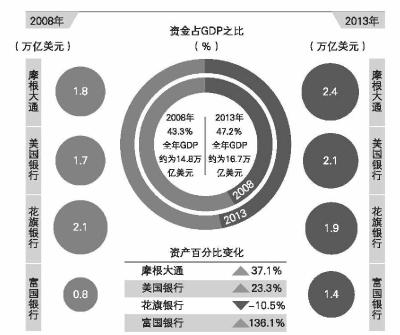 2008年
2013年
（万亿美元）
资金占GDP之比
（%）
（万亿美元）
摩根大通
1.8
美国银行
1.7
花旗银行
2.1
富国银行
0.8
2008年
43.3%
全年GDP
约为14.8万
亿美元
2013年
47.2%
全年GDP
约为16.7万
亿美元
2008
2013
2.4
摩根大通
2.1
美国银行
1.9
花旗银行
1.4
富国银行
资产百分比变化
摩根大通 37.1%
美国银行 23.3%
花旗银行 -10.5%
富国银行 136.1%